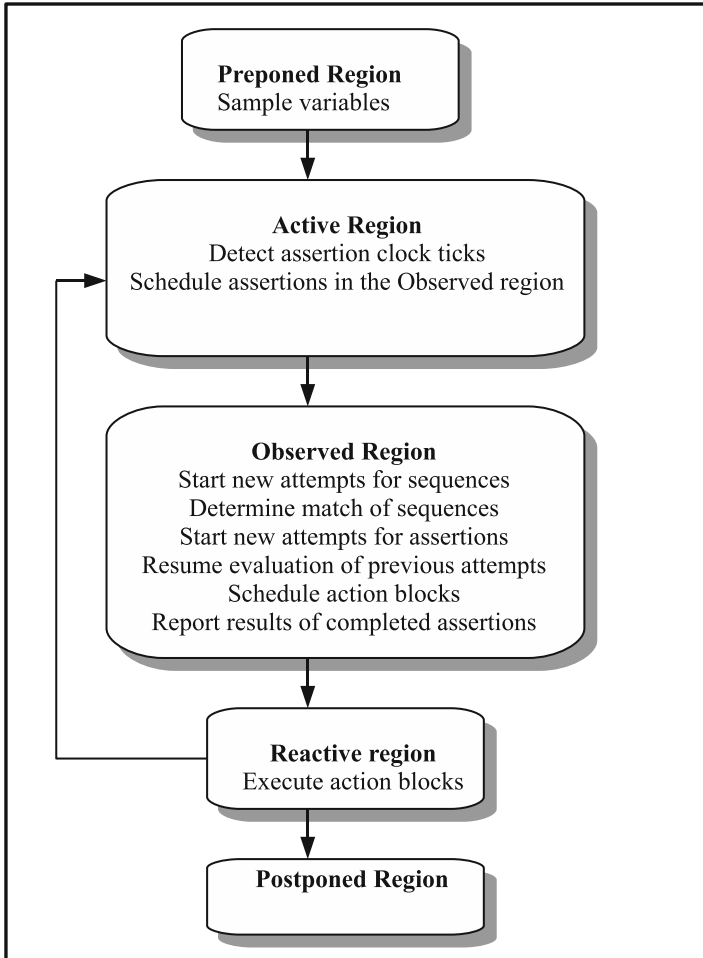 Preponed Region
Sample variables
Active Region
Detect assertion clock ticks
Schedule assertions in the Observed region
Observed Region
Start new attempts for sequences
Determine match of sequences
Start new attempts for assertions
Resume evaluation of previous attempts
Schedule action blocks
Report results of completed assertions
Reactive region
Execute action blocks
Postponed Region